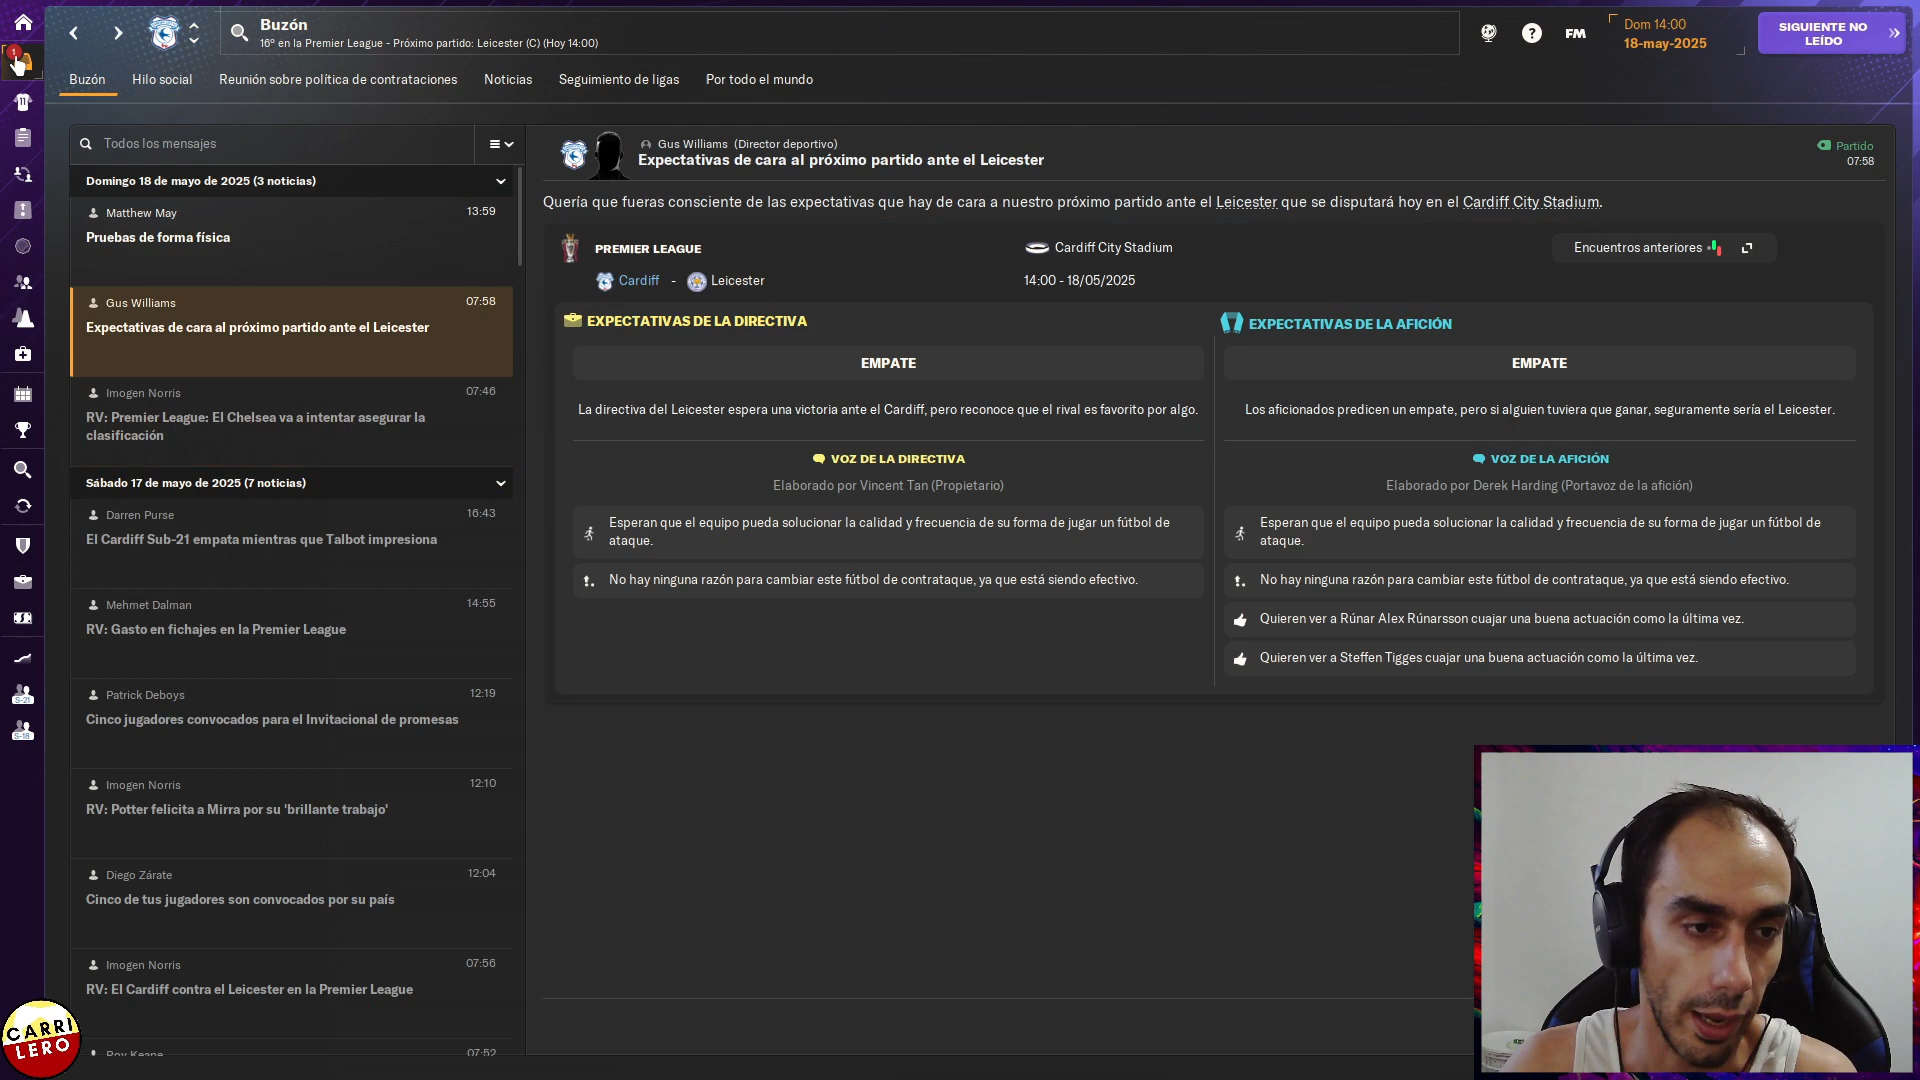 Buzón
16º en la Premier League - Próximo partido: Leicester (C) (Hoy 14:00)
FM
Dom 14:00
18-may-2025
SIGUIENTE NO LEÍDO
1
Buzón
Hilo social
Reunión sobre política de contrataciones
Noticias
Seguimiento de ligas
Por todo el mundo
Todos los mensajes
Domingo 18 de mayo de 2025 (3 noticias)
Matthew May 13:59
Pruebas de forma física
Gus Williams 07:58
Expectativas de cara al próximo partido ante el Leicester
Imogen Norris 07:46
RV: Premier League: El Chelsea va a intentar asegurar la
clasificación
Sábado 17 de mayo de 2025 (7 noticias)
Darren Purse 16:43
El Cardiff Sub-21 empata mientras que Talbot impresiona
Mehmet Dalman 14:55
RV: Gasto en fichajes en la Premier League
Patrick Deboys 12:19
Cinco jugadores convocados para el Invitacional de promesas
Imogen Norris 12:10
RV: Potter felicita a Mirra por su 'brillante trabajo'
Diego Zárate 12:04
Cinco de tus jugadores son convocados por su país
Imogen Norris 07:56
RV: El Cardiff contra el Leicester en la Premier League
Roy Keane 07:52
Gus Williams (Director deportivo)
Expectativas de cara al próximo partido ante el Leicester
Partido
07:58
Quería que fueras consciente de las expectativas que hay de cara a nuestro próximo partido ante el Leicester que se disputará hoy en el Cardiff City Stadium.
PREMIER LEAGUE
Cardiff City Stadium
Encuentros anteriores
Cardiff - Leicester
14:00 - 18/05/2025
EXPECTATIVAS DE LA DIRECTIVA
EMPATE
La directiva del Leicester espera una victoria ante el Cardiff, pero reconoce que el rival es favorito por algo.
VOZ DE LA DIRECTIVA
Elaborado por Vincent Tan (Propietario)
Esperan que el equipo pueda solucionar la calidad y frecuencia de su forma de jugar un fútbol de
ataque.
No hay ninguna razón para cambiar este fútbol de contrataque, ya que está siendo efectivo.
EXPECTATIVAS DE LA AFICIÓN
EMPATE
Los aficionados predicen un empate, pero si alguien tuviera que ganar, seguramente sería el Leicester.
VOZ DE LA AFICIÓN
Elaborado por Derek Harding (Portavoz de la afición)
Esperan que el equipo pueda solucionar la calidad y frecuencia de su forma de jugar un fútbol de
ataque.
No hay ninguna razón para cambiar este fútbol de contrataque, ya que está siendo efectivo.
Quieren ver a Rúnar Alex Rúnarsson cuajar una buena actuación como la última vez.
Quieren ver a Steffen Tigges cuajar una buena actuación como la última vez.
S-21
S-18
CARRI
LERO